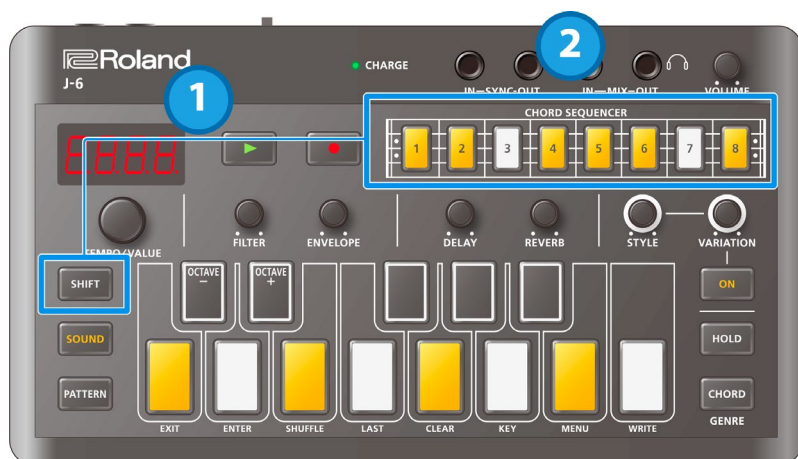 Roland
J-6
1
2
CHARGE
IN-SYNC-OUT
IN-MIX-OUT
VOLUME
CHORD SEQUENCER
1 2 3 4 5 6 7 8
TEMPO/VALUE
FILTER
ENVELOPE
DELAY
REVERB
STYLE
VARIATION
SHIFT
OCTAVE
−
OCTAVE
+
ON
SOUND
HOLD
PATTERN
CHORD
GENRE
EXIT ENTER SHUFFLE LAST CLEAR KEY MENU WRITE